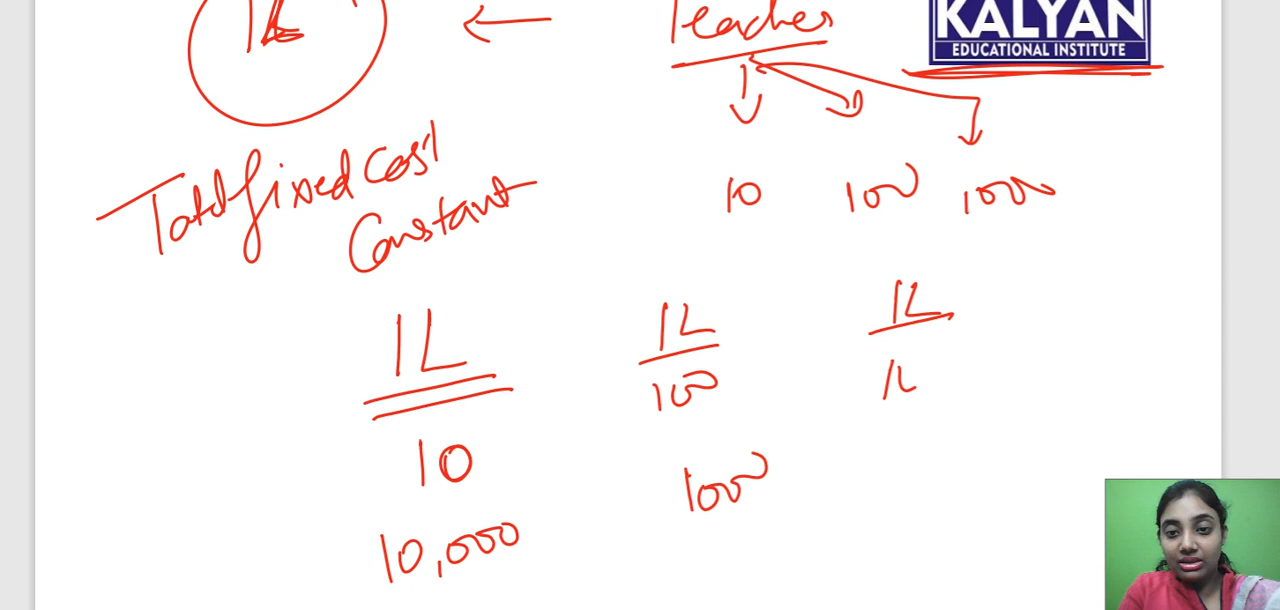 1L
Teacher
KALYAN
EDUCATIONAL INSTITUTE
10 100 1000
Total fixed cost
Constant
1L
10
10,000
1L
100
1000
1L
1L